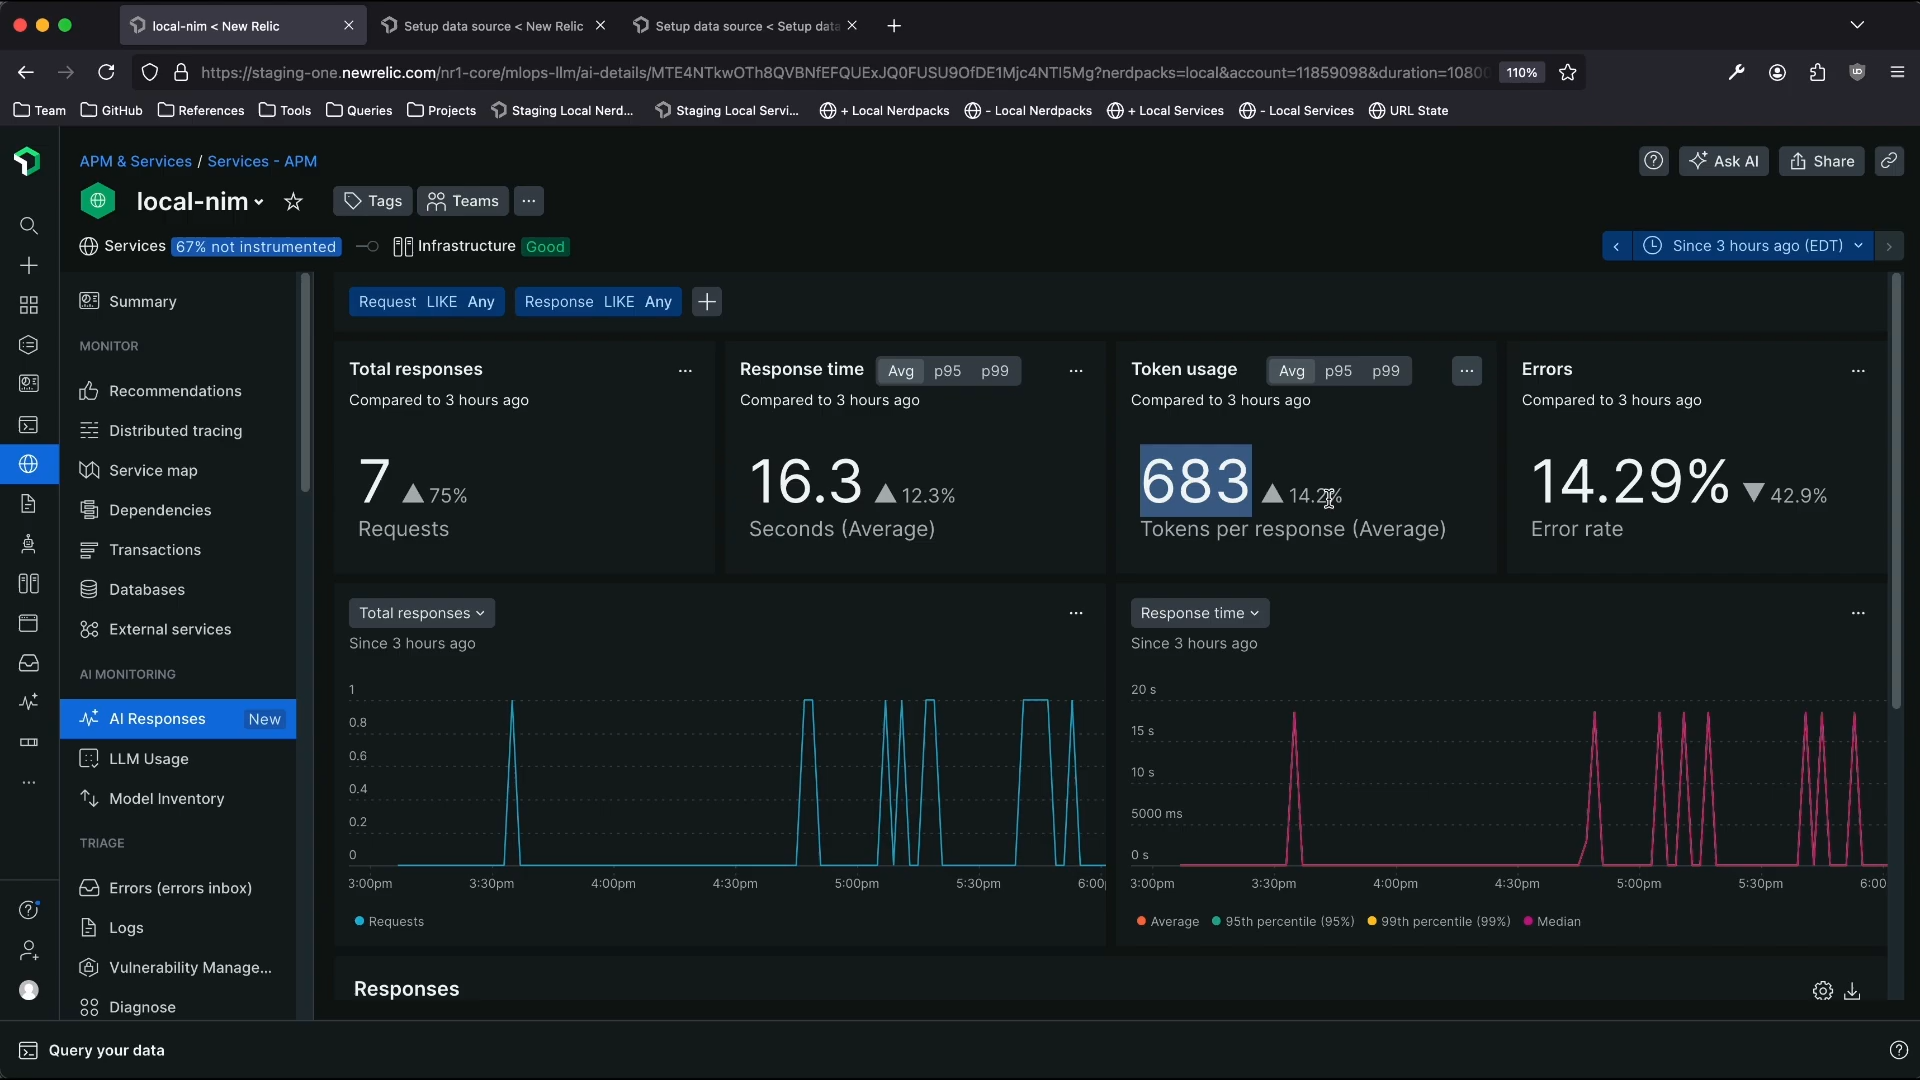 local-nim < New Relic
Setup data source < New Relic
Setup data source < Setup data
https://staging-one.newrelic.com/nr1-core/mlops-llm/ai-details/MTE4NTkwOTh8QVBNfEFQUExJQ0FUSU9OfDE1Mjc4NTI5Mg?nerdpacks=local&account=11859098&duration=10800
110%
Team GitHub References Tools Queries Projects Staging Local Nerd... Staging Local Servi... + Local Nerdpacks - Local Nerdpacks + Local Services - Local Services URL State
APM & Services / Services - APM
Ask AI
Share
local-nim
Tags
Teams
Services 67% not instrumented
Infrastructure Good
Since 3 hours ago (EDT)
Summary
MONITOR
Recommendations
Distributed tracing
Service map
Dependencies
Transactions
Databases
External services
AI MONITORING
AI Responses New
LLM Usage
Model Inventory
TRIAGE
Errors (errors inbox)
Logs
Vulnerability Manage...
Diagnose
Request LIKE Any
Response LIKE Any
Total responses
Compared to 3 hours ago
7 75%
Requests
Response time Avg p95 p99
Compared to 3 hours ago
16.3 12.3%
Seconds (Average)
Token usage Avg p95 p99
Compared to 3 hours ago
683 14.2%
Tokens per response (Average)
Errors
Compared to 3 hours ago
14.29% 42.9%
Error rate
Total responses
Since 3 hours ago
1
0.8
0.6
0.4
0.2
0
3:00pm 3:30pm 4:00pm 4:30pm 5:00pm 5:30pm 6:00p
Requests
Response time
Since 3 hours ago
20 s
15 s
10 s
5000 ms
0 s
3:00pm 3:30pm 4:00pm 4:30pm 5:00pm 5:30pm 6:00
Average 95th percentile (95%) 99th percentile (99%) Median
Responses
Query your data